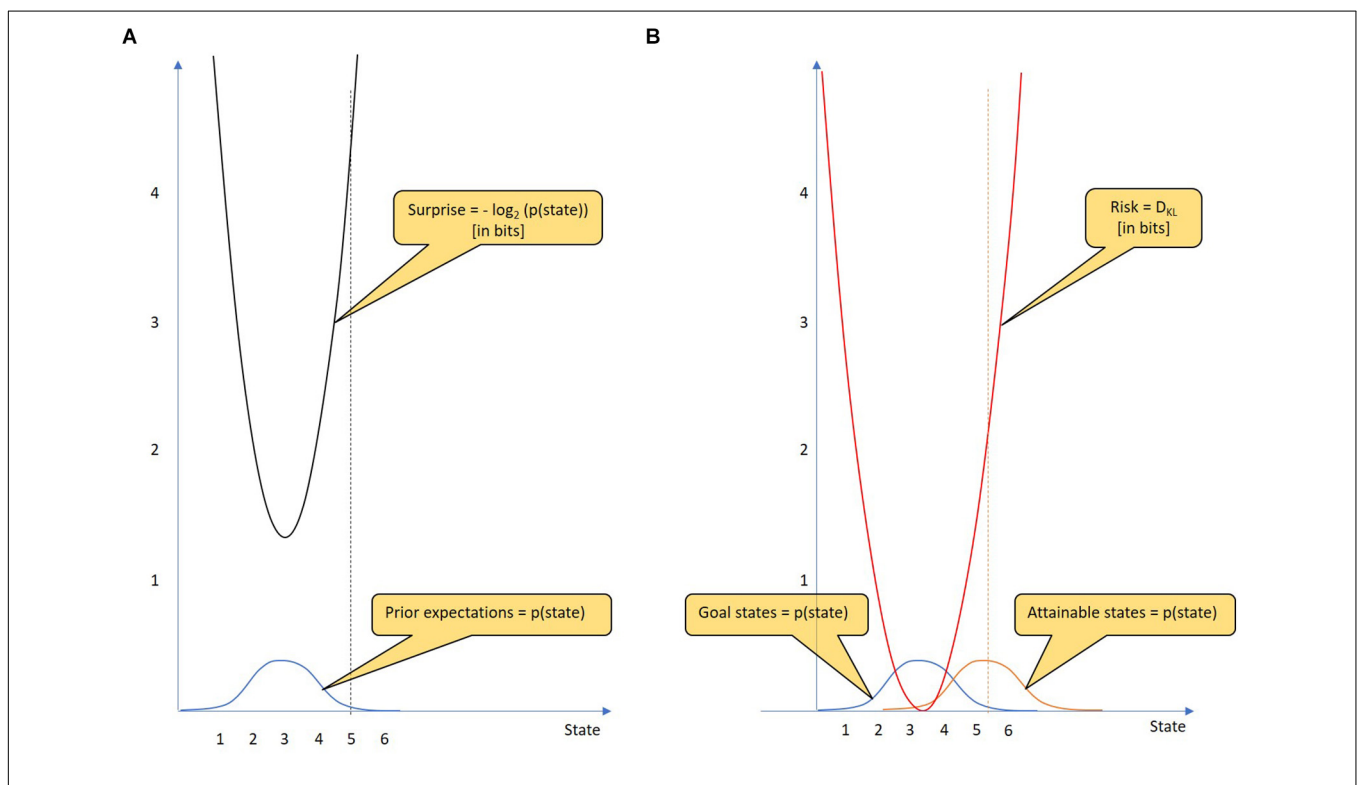 A
4
3
2
1
Surprise = - log₂ (p(state))
[in bits]
Prior expectations = p(state)
1 2 3 4 5 6
State
B
4
3
2
1
Risk = D_KL
[in bits]
Goal states = p(state)
Attainable states = p(state)
1 2 3 4 5 6
State